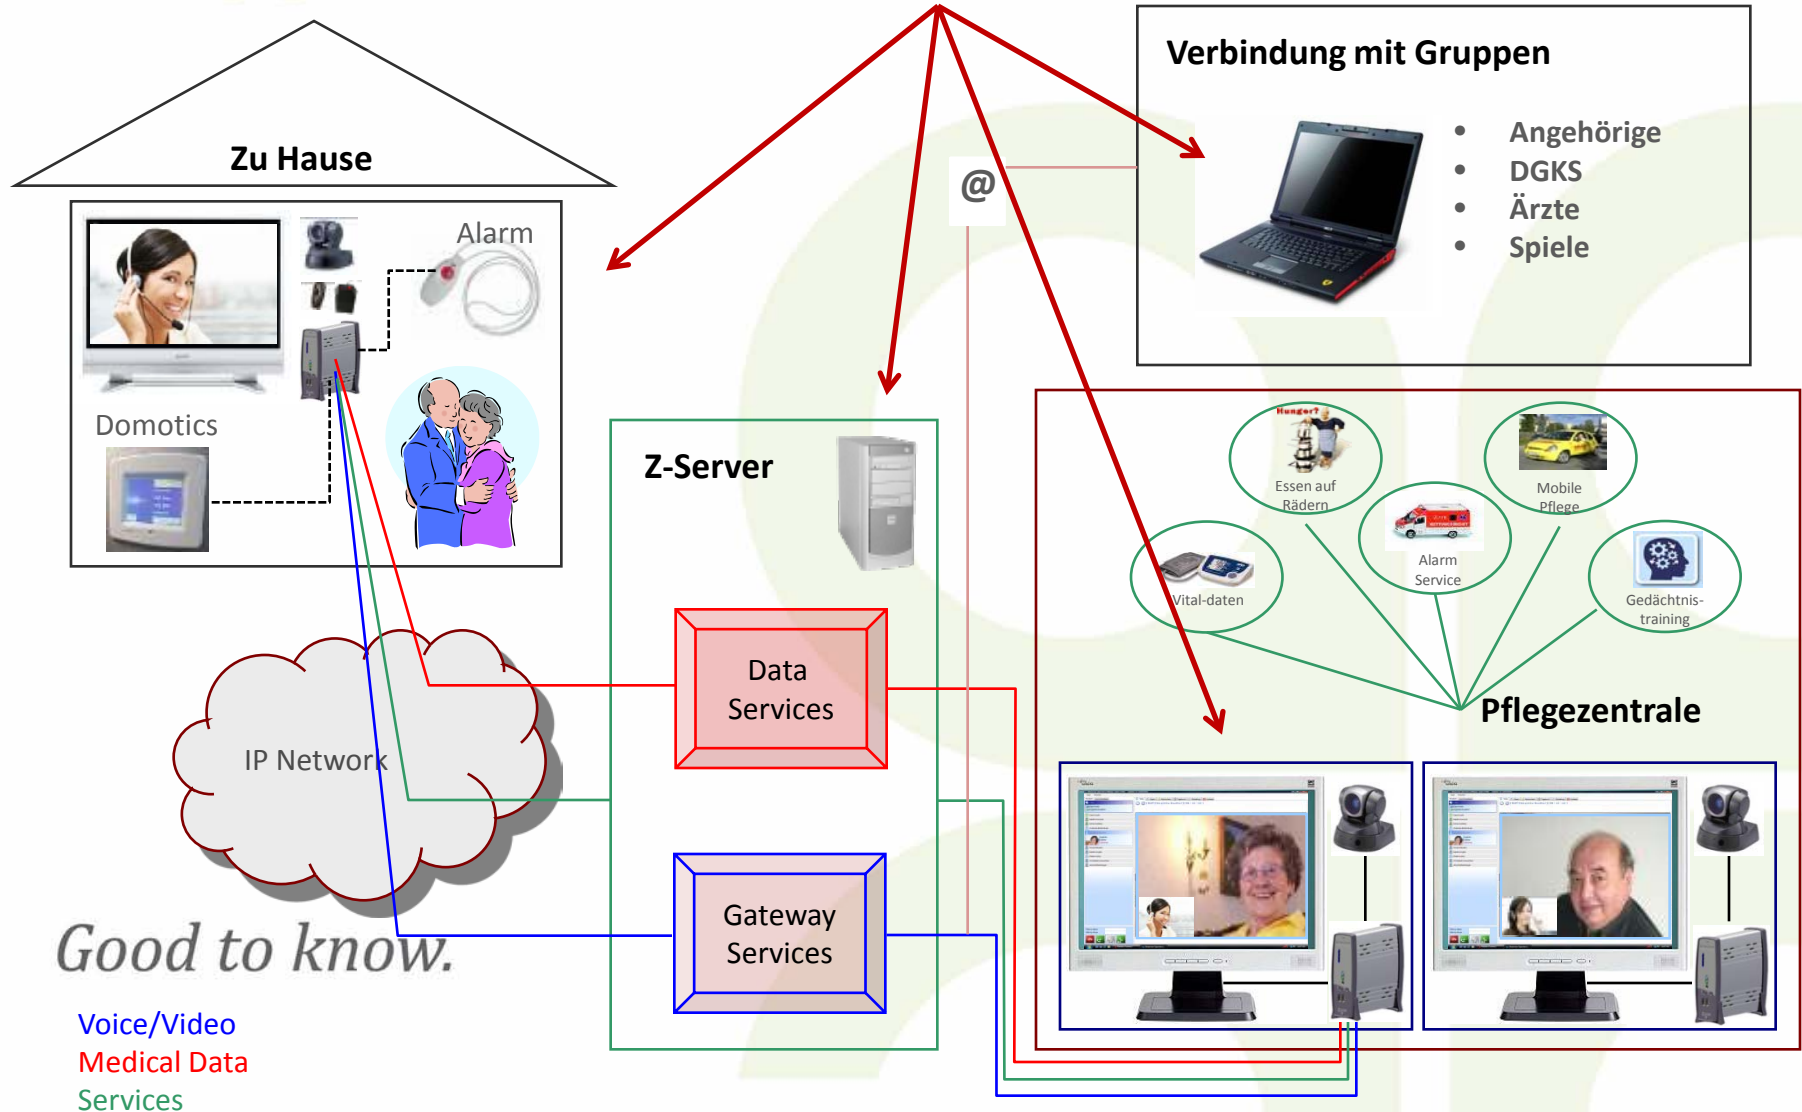 Verbindung mit Gruppen
Zu Hause
@
• Angehörige
• DGKS
• Ärzte
• Spiele
Alarm
Domotics
Z-Server
Hunger?
Essen auf
Rädern
Mobile
Pflege
Alarm
Service
Vital-daten
Gedächtnis-
training
Data
Services
Pflegezentrale
IP Network
Gateway
Services
Good to know.
Voice/Video
Medical Data
Services